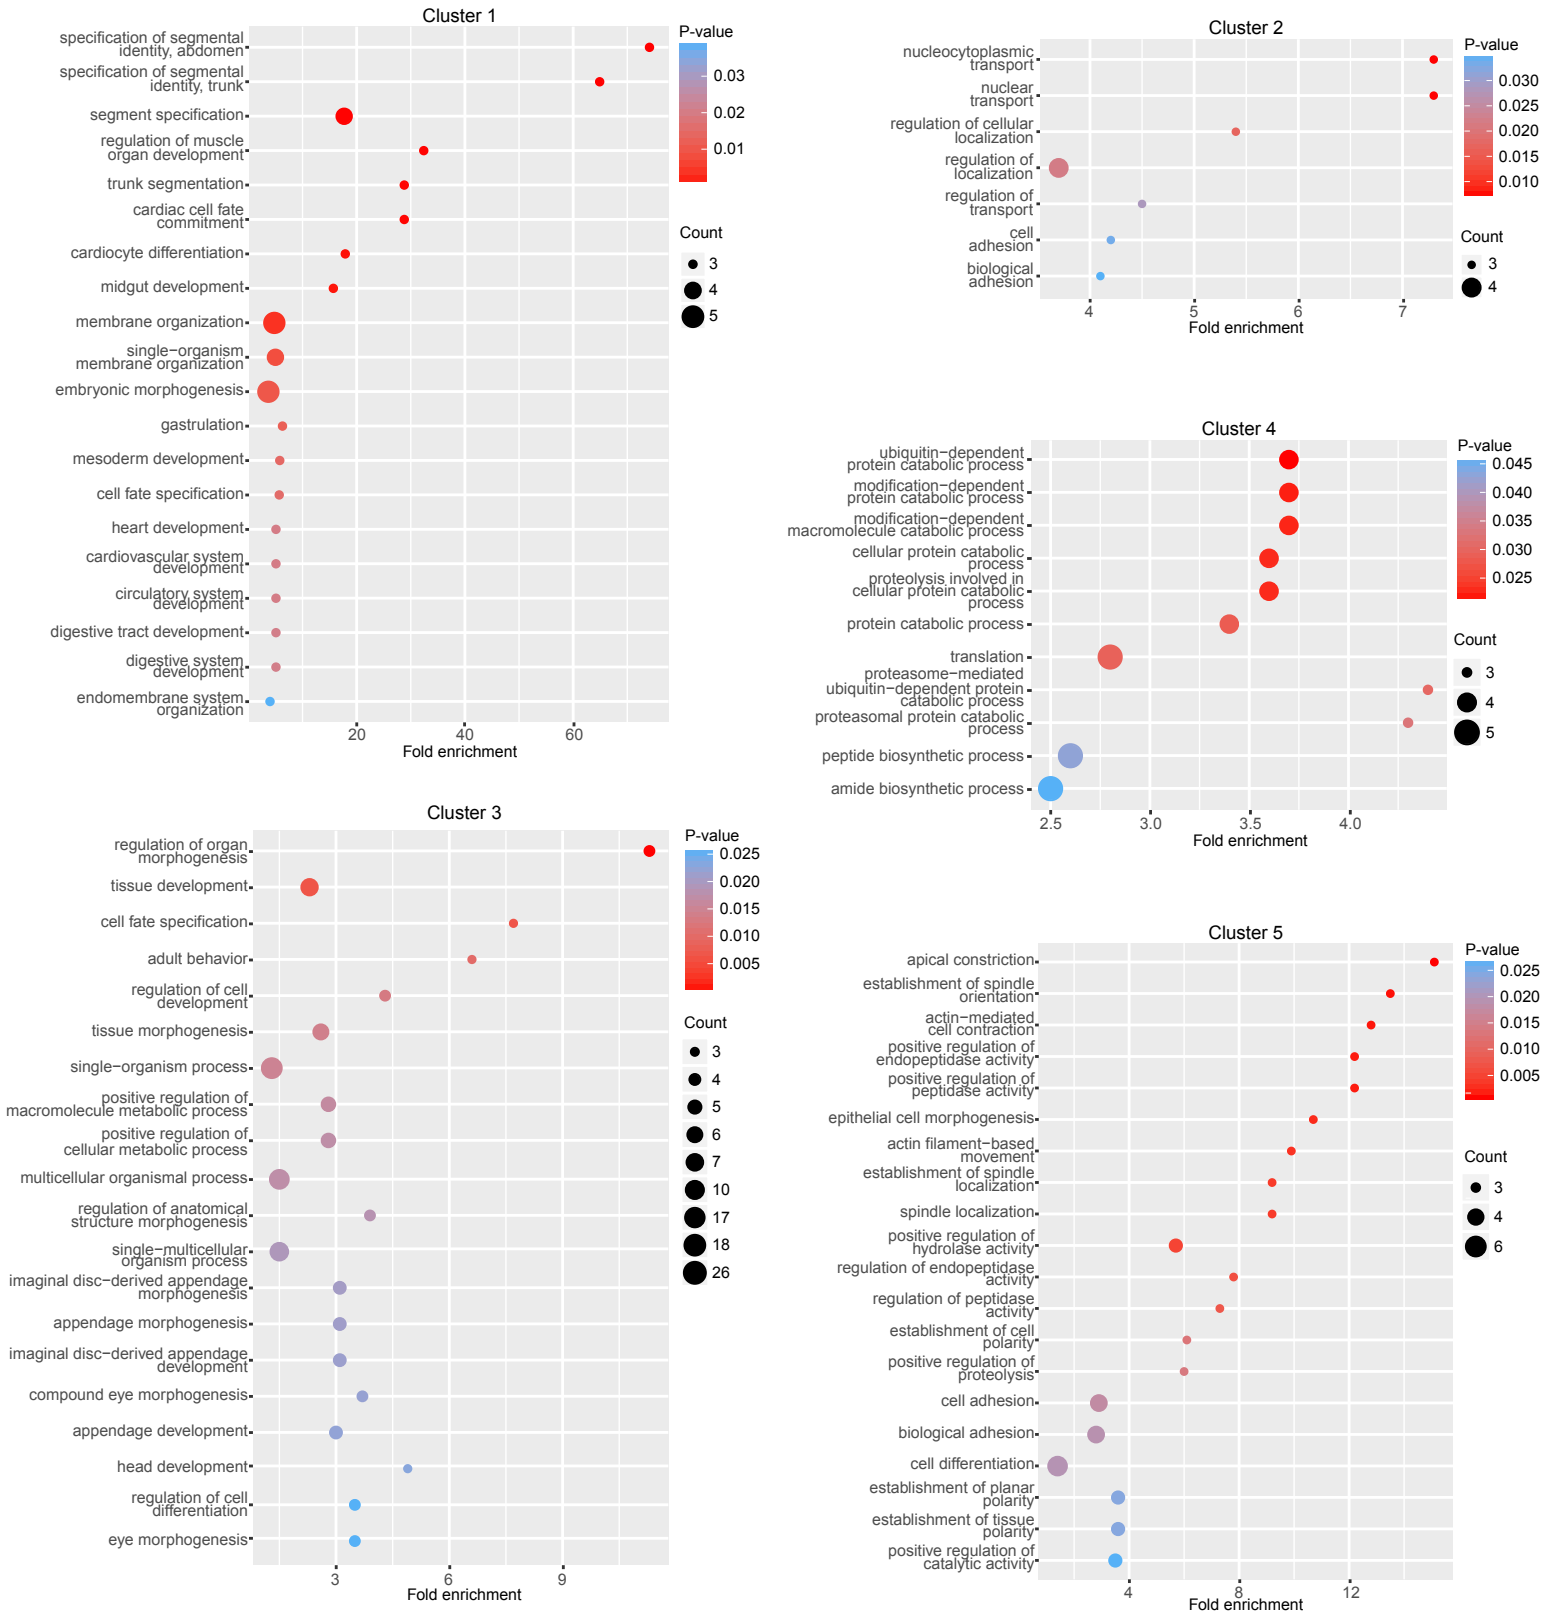 Cluster 1
specification of segmental
identity, abdomen
specification of segmental
identity, trunk
segment specification
regulation of muscle
organ development
trunk segmentation
cardiac cell fate
commitment
cardiocyte differentiation
midgut development
membrane organization
single−organism
membrane organization
embryonic morphogenesis
gastrulation
mesoderm development
cell fate specification
heart development
cardiovascular system
development
circulatory system
development
digestive tract development
digestive system
development
endomembrane system
organization
20 40 60
Fold enrichment
P-value
0.03
0.02
0.01
Count
3
4
5
Cluster 2
nucleocytoplasmic
transport
nuclear
transport
regulation of cellular
localization
regulation of
localization
regulation of
transport
cell
adhesion
biological
adhesion
4 5 6 7
Fold enrichment
P-value
0.030
0.025
0.020
0.015
0.010
Count
3
4
Cluster 4
ubiquitin−dependent
protein catabolic process
modification−dependent
protein catabolic process
modification−dependent
macromolecule catabolic process
cellular protein catabolic
process
proteolysis involved in
cellular protein catabolic
process
protein catabolic process
translation
proteasome−mediated
ubiquitin−dependent protein
catabolic process
proteasomal protein catabolic
process
peptide biosynthetic process
amide biosynthetic process
2.5 3.0 3.5 4.0
Fold enrichment
P-value
0.045
0.040
0.035
0.030
0.025
Count
3
4
5
Cluster 3
regulation of organ
morphogenesis
tissue development
cell fate specification
adult behavior
regulation of cell
development
tissue morphogenesis
single−organism process
positive regulation of
macromolecule metabolic process
positive regulation of
cellular metabolic process
multicellular organismal process
regulation of anatomical
structure morphogenesis
single−multicellular
organism process
imaginal disc−derived appendage
morphogenesis
appendage morphogenesis
imaginal disc−derived appendage
development
compound eye morphogenesis
appendage development
head development
regulation of cell
differentiation
eye morphogenesis
3 6 9
Fold enrichment
P-value
0.025
0.020
0.015
0.010
0.005
Count
3
4
5
6
7
10
17
18
26
Cluster 5
apical constriction
establishment of spindle
orientation
actin−mediated
cell contraction
positive regulation of
endopeptidase activity
positive regulation of
peptidase activity
epithelial cell morphogenesis
actin filament−based
movement
establishment of spindle
localization
spindle localization
positive regulation of
hydrolase activity
regulation of endopeptidase
activity
regulation of peptidase
activity
establishment of cell
polarity
positive regulation of
proteolysis
cell adhesion
biological adhesion
cell differentiation
establishment of planar
polarity
establishment of tissue
polarity
positive regulation of
catalytic activity
4 8 12
Fold enrichment
P-value
0.025
0.020
0.015
0.010
0.005
Count
3
4
6